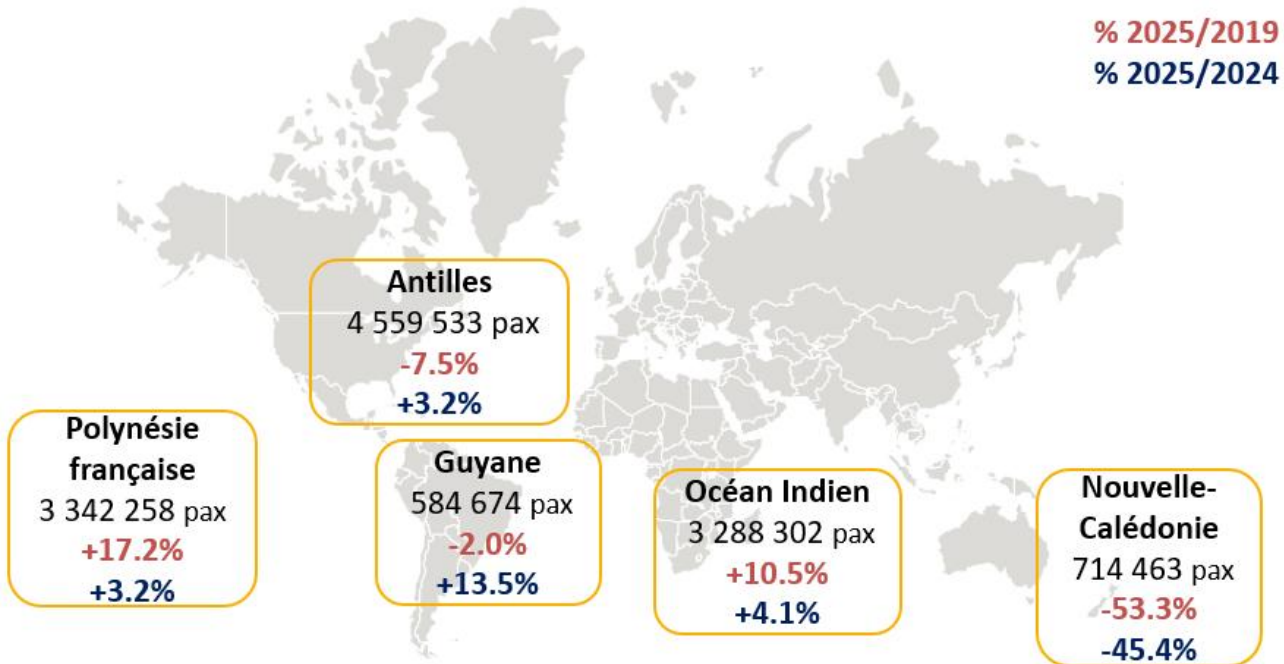 % 2025/2019
% 2025/2024
Antilles
4 559 533 pax
-7.5%
+3.2%
Polynésie
française
3 342 258 pax
+17.2%
+3.2%
Guyane
584 674 pax
-2.0%
+13.5%
Océan Indien
3 288 302 pax
+10.5%
+4.1%
Nouvelle-
Calédonie
714 463 pax
-53.3%
-45.4%